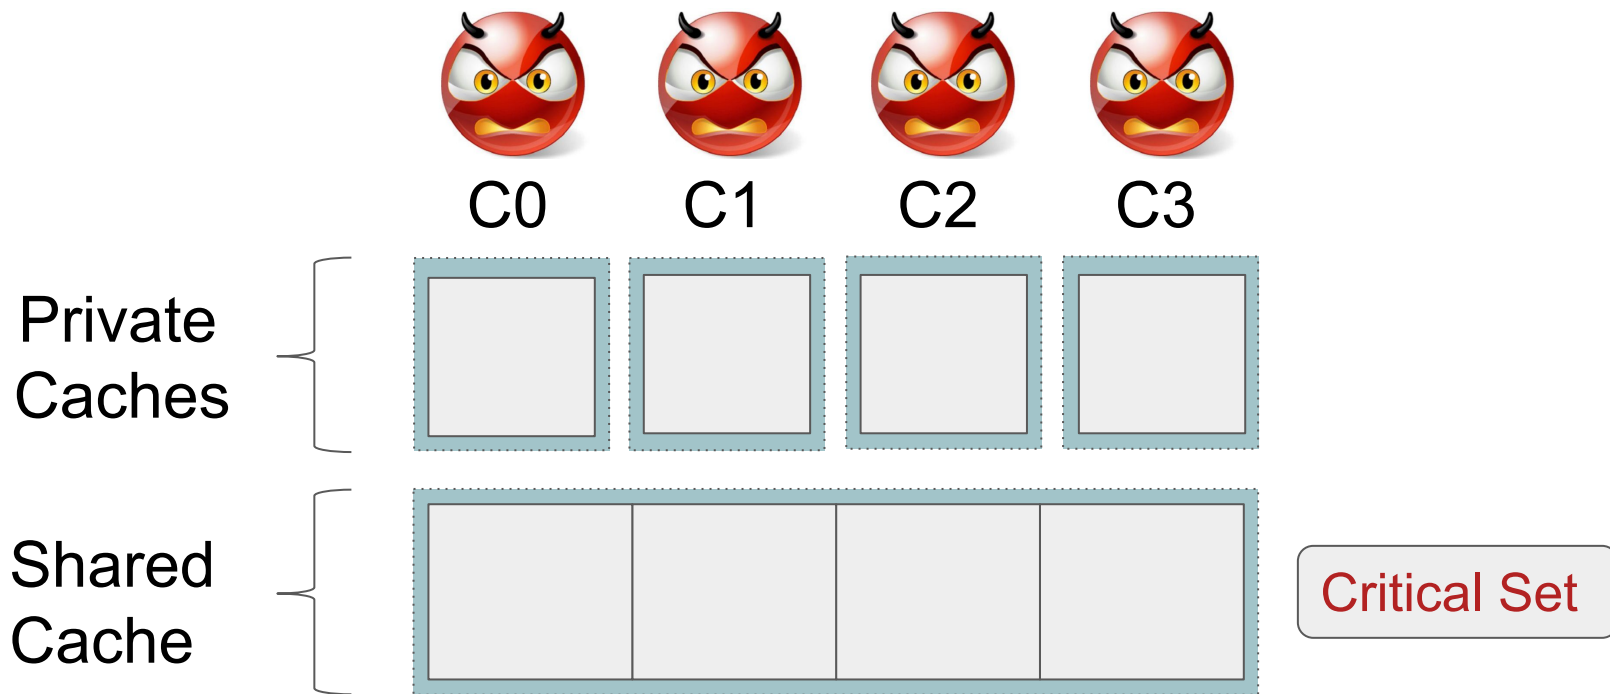 C0 C1 C2 C3
Private
Caches
Shared
Cache
Critical Set